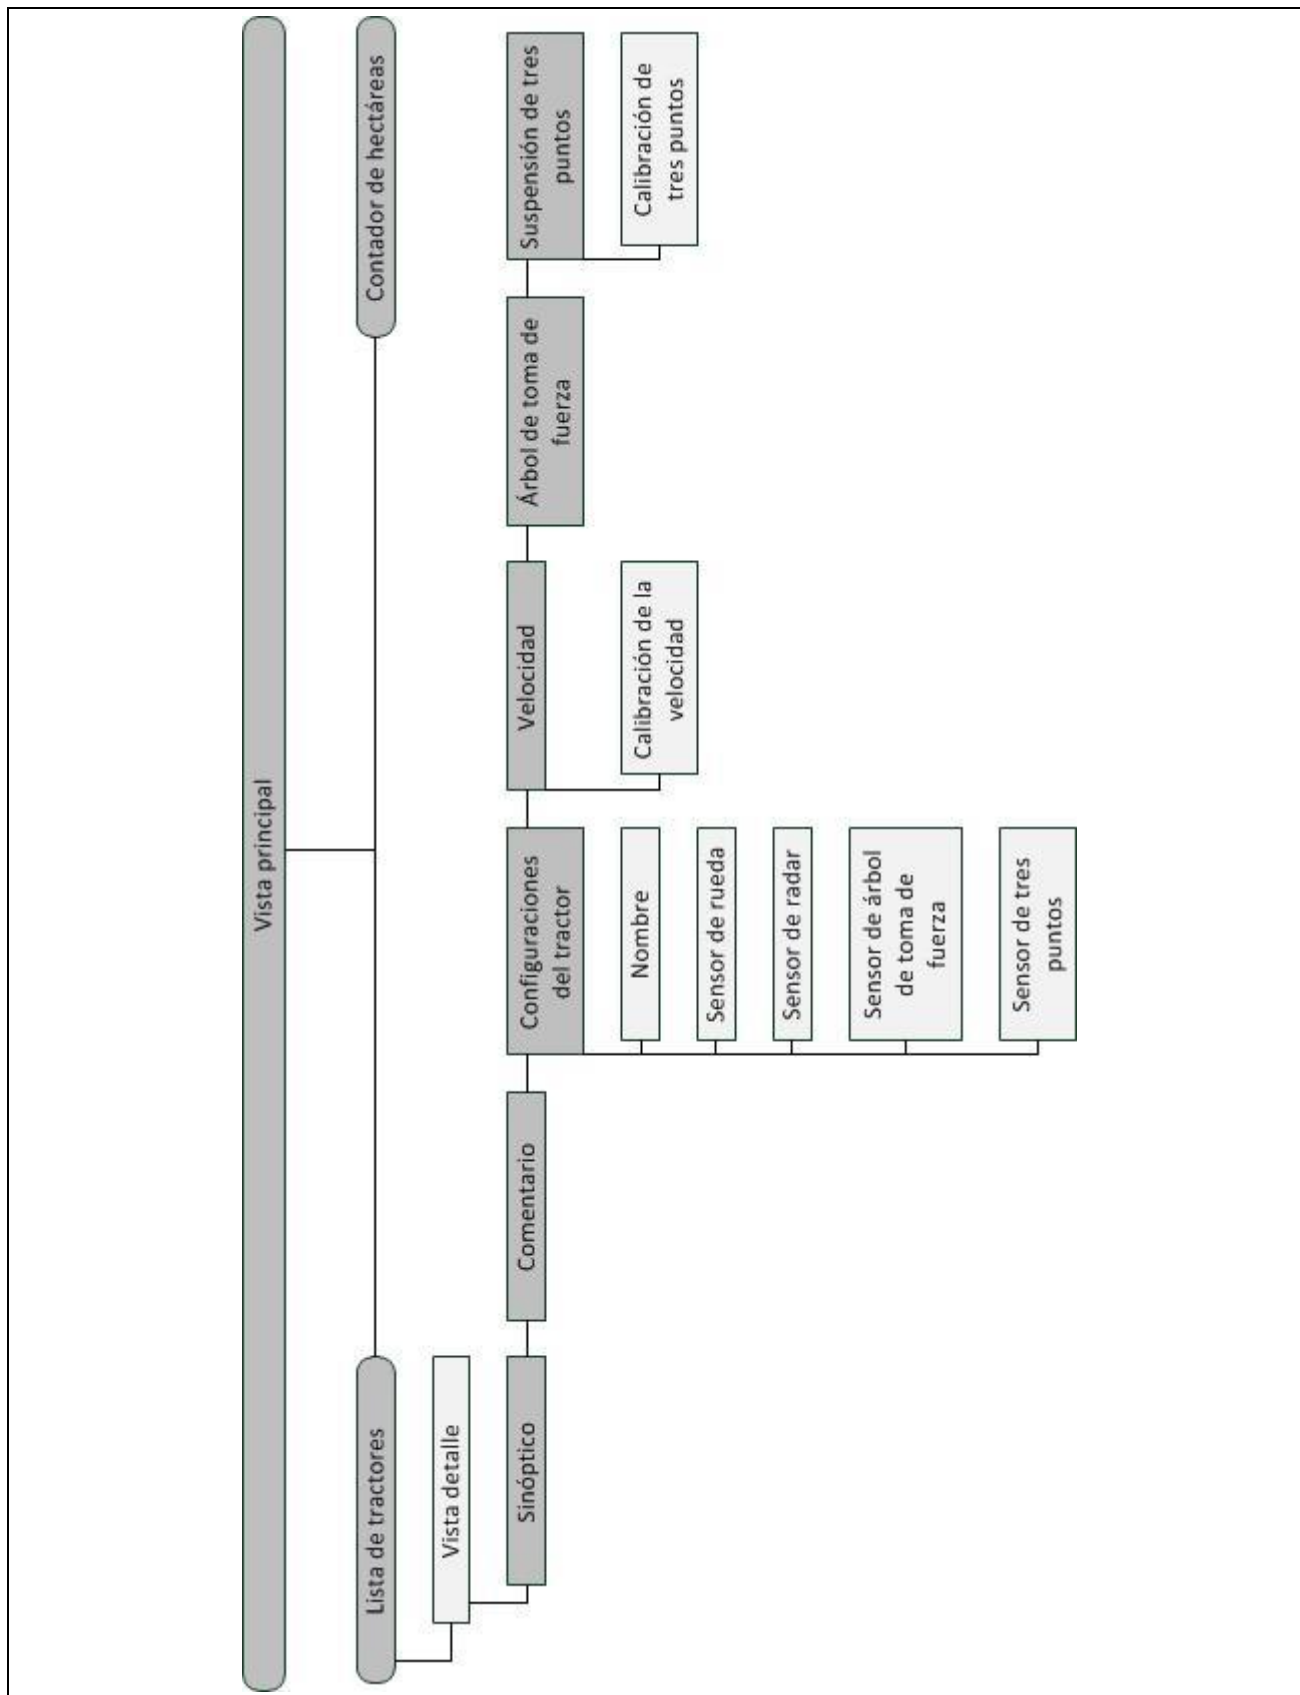 Vista principal
Lista de tractores
Contador de hectáreas
Vista detalle
Sinóptico
Comentario
Configuraciones
del tractor
Nombre
Sensor de rueda
Sensor de radar
Sensor de árbol
de toma de
fuerza
Sensor de tres
puntos
Velocidad
Calibración de la
velocidad
Árbol de toma de
fuerza
Suspensión de tres
puntos
Calibración de
tres puntos